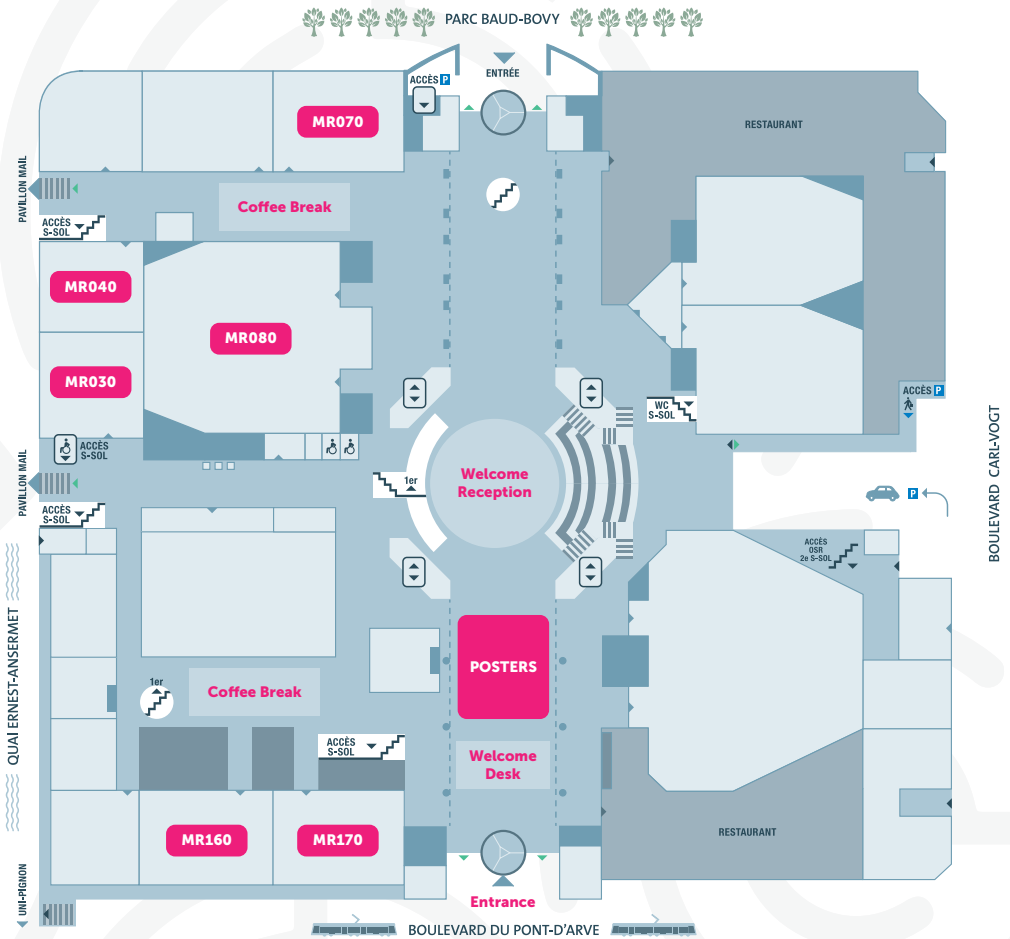 PARC BAUD-BOVY
ENTRÉE
ACCÈS P
MR070
RESTAURANT
PAVILLON MAIL
Coffee Break
ACCÈS
S-SOL
MR040
MR080
MR030
ACCÈS P
WC
S-SOL
ACCÈS
S-SOL
BOULEVARD CARL-VOGT
PAVILLON MAIL
1er
Welcome
Reception
P
ACCÈS
S-SOL
ACCÈS
OSR
2e S-SOL
QUAI ERNEST-ANSERMET
POSTERS
1er
Coffee Break
ACCÈS
S-SOL
Welcome
Desk
MR160
MR170
RESTAURANT
UNI-PIGNON
Entrance
BOULEVARD DU PONT-D'ARVE